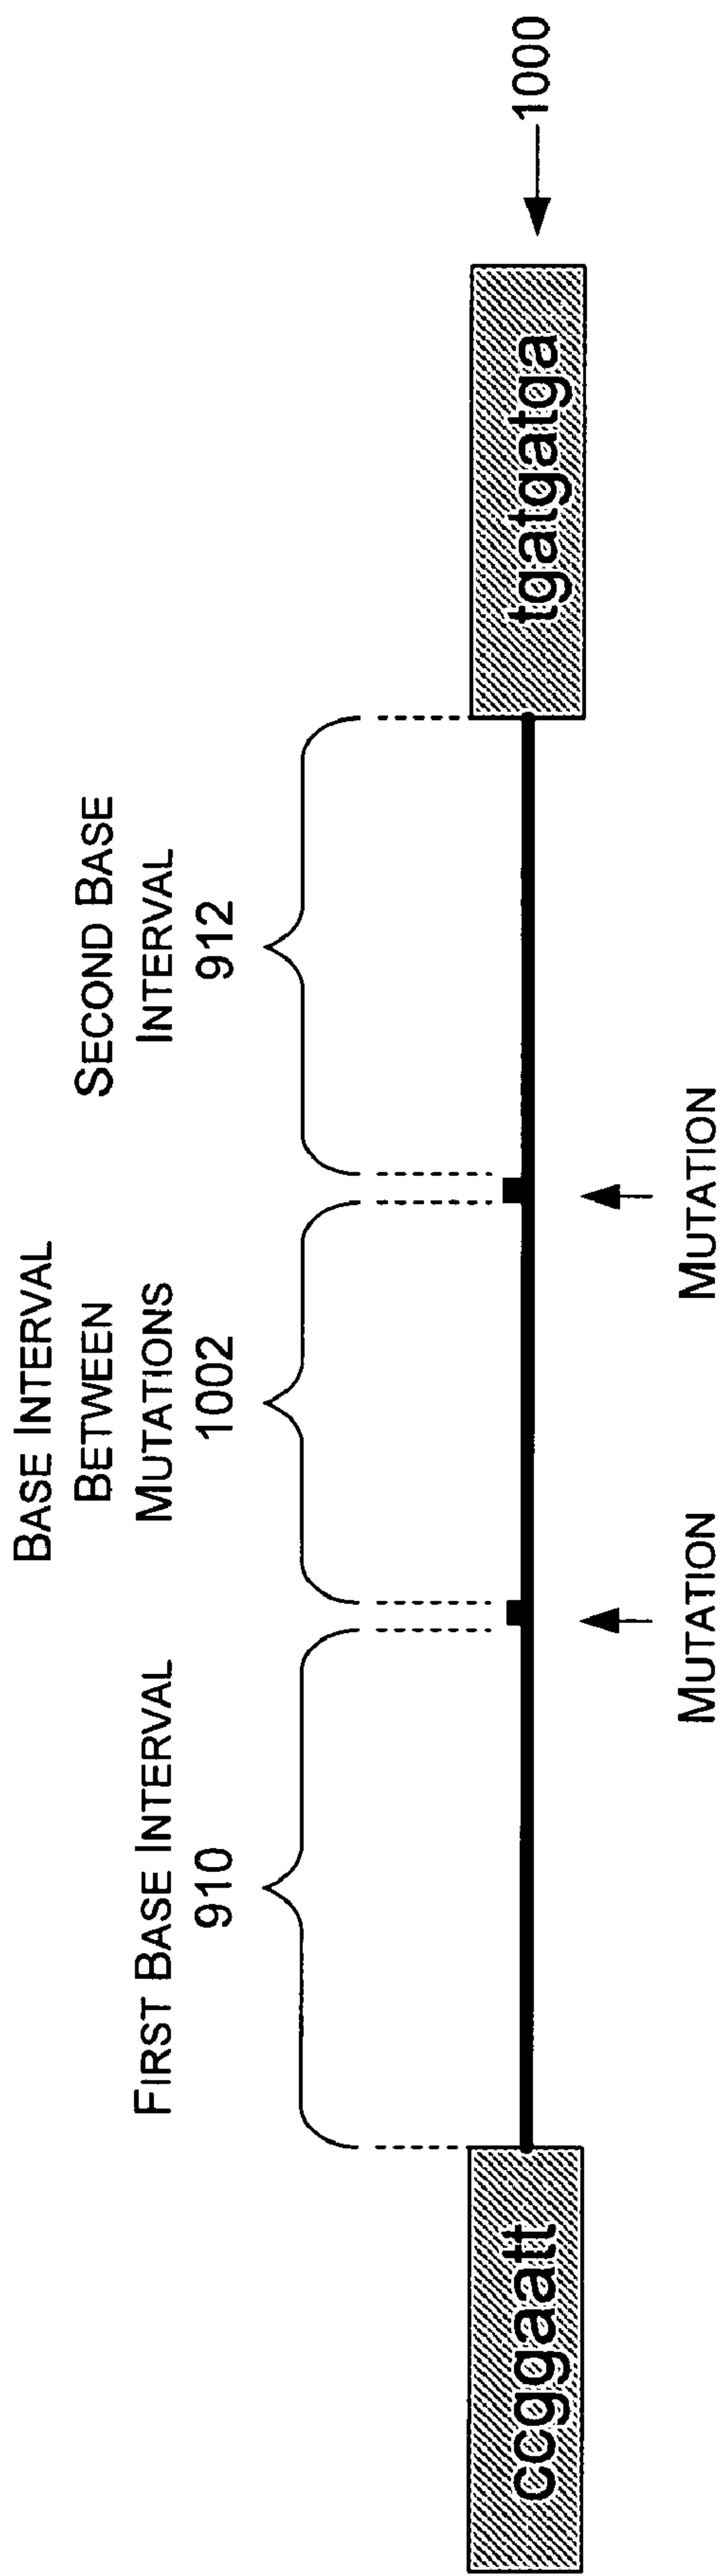 FIRST BASE INTERVAL
910
BASE INTERVAL
BETWEEN
MUTATIONS
1002
SECOND BASE
INTERVAL
912
ccggaatt
tgatgatga
1000
MUTATION
MUTATION